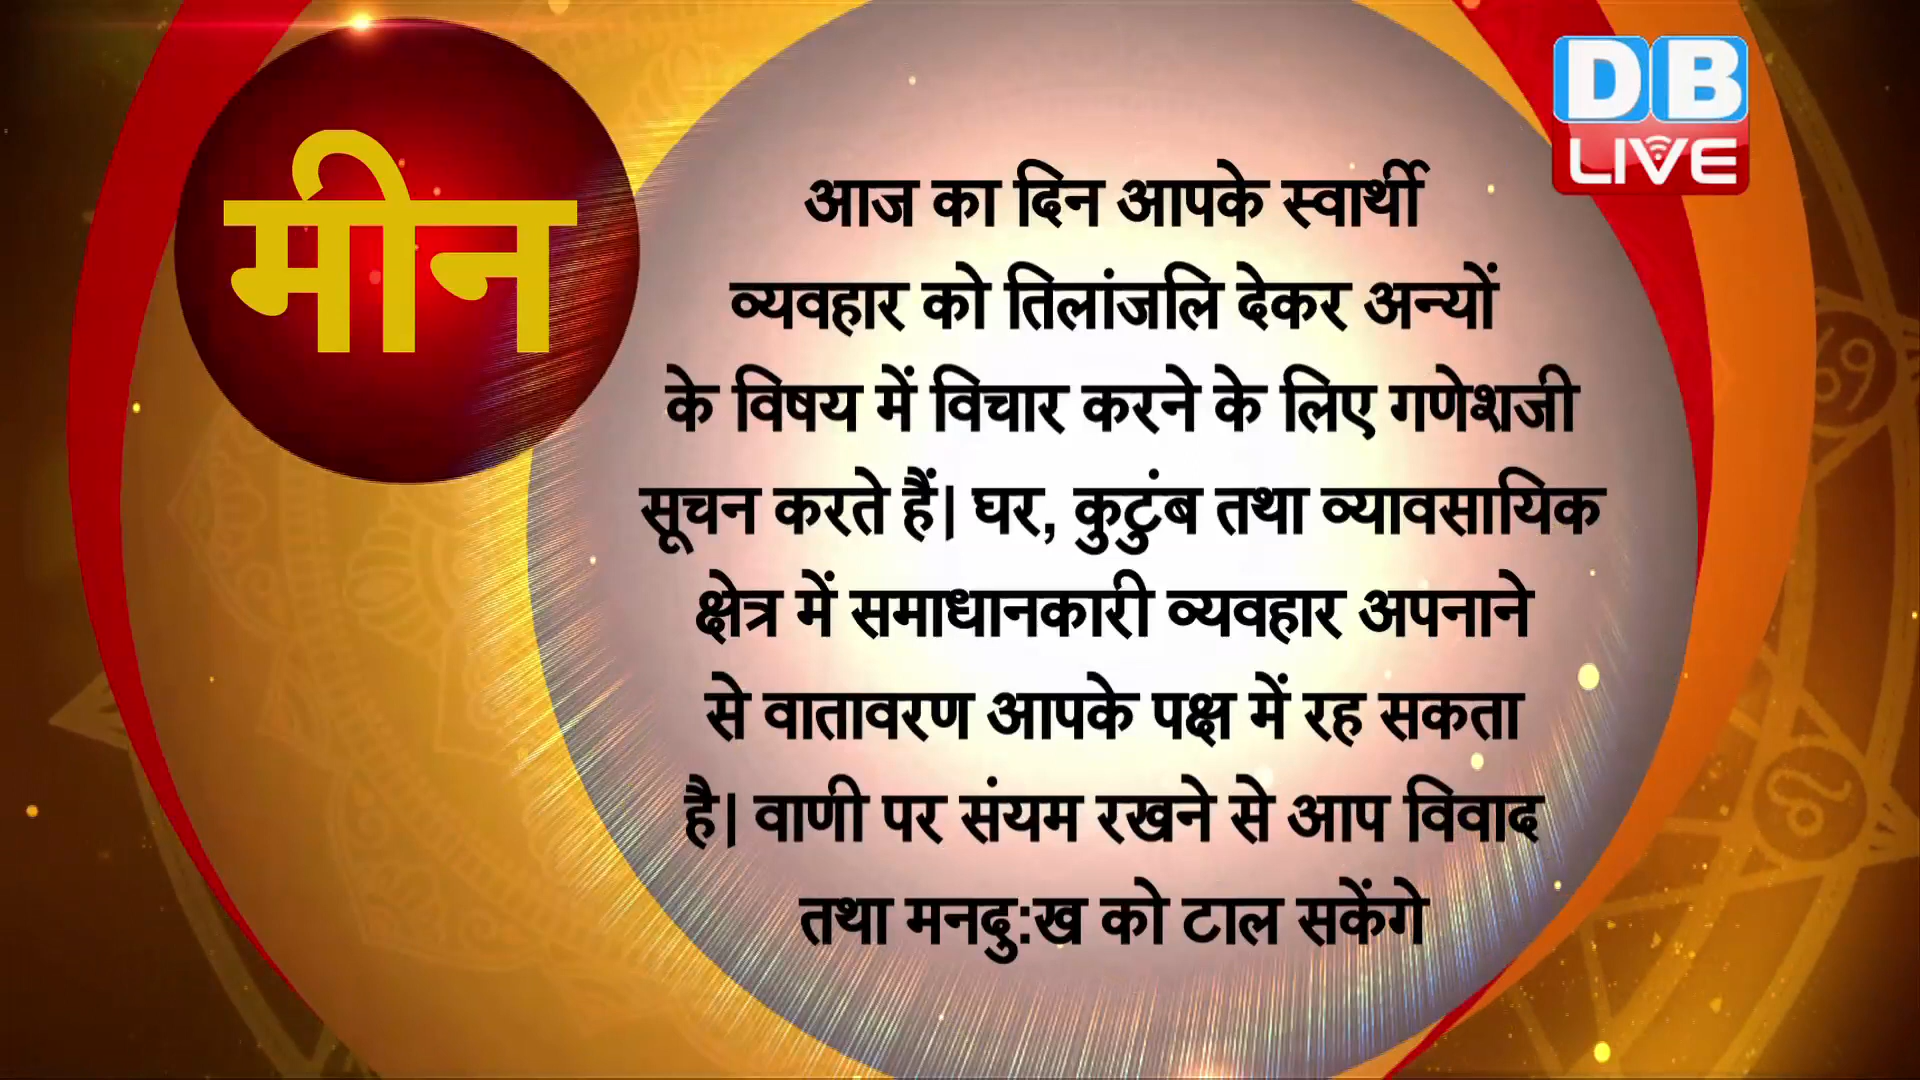 मीन
DB
LIVE
आज का दिन आपके स्वार्थी
व्यवहार को तिलांजलि देकर अन्यों
के विषय में विचार करने के लिए गणेशजी
सूचन करते हैं| घर, कुटुंब तथा व्यावसायिक
क्षेत्र में समाधानकारी व्यवहार अपनाने
से वातावरण आपके पक्ष में रह सकता
है| वाणी पर संयम रखने से आप विवाद
तथा मनदु:ख को टाल सकेंगे